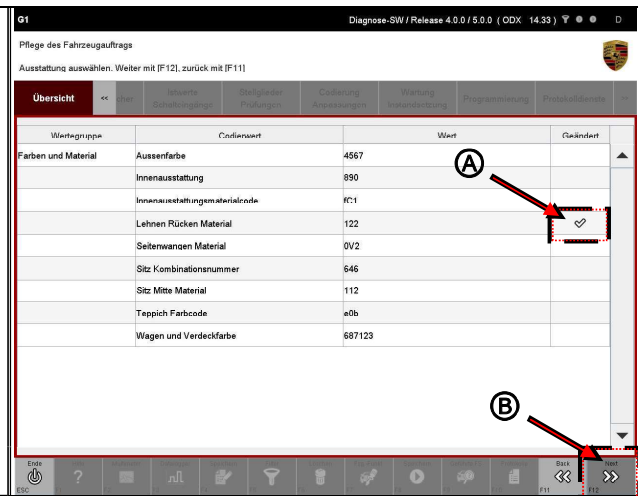 G1 Diagnose-SW / Release 4.0.0 / 5.0.0 ( ODX 14.33 ) D
Pflege des Fahrzeugauftrags
Ausstattung auswählen. Weiter mit [F12], zurück mit [F11]
Übersicht << cher Istwerte Schalteingänge Stellglieder Prüfungen Codierung Anpassungen Wartung Instandsetzung Programmierung Protokolldienste >>
Wertegruppe Codierwert Wert Geändert
Farben und Material Aussenfarbe 4567
Innenausstattung 890
Innenausstattungsmaterialcode fC1
Lehnen Rücken Material 122
Seitenwangen Material 0V2
Sitz Kombinationsnummer 646
Sitz Mitte Material 112
Teppich Farbcode e0b
Wagen und Verdeckfarbe 687123
A
B
Ende Back Next
ESC F11 F12